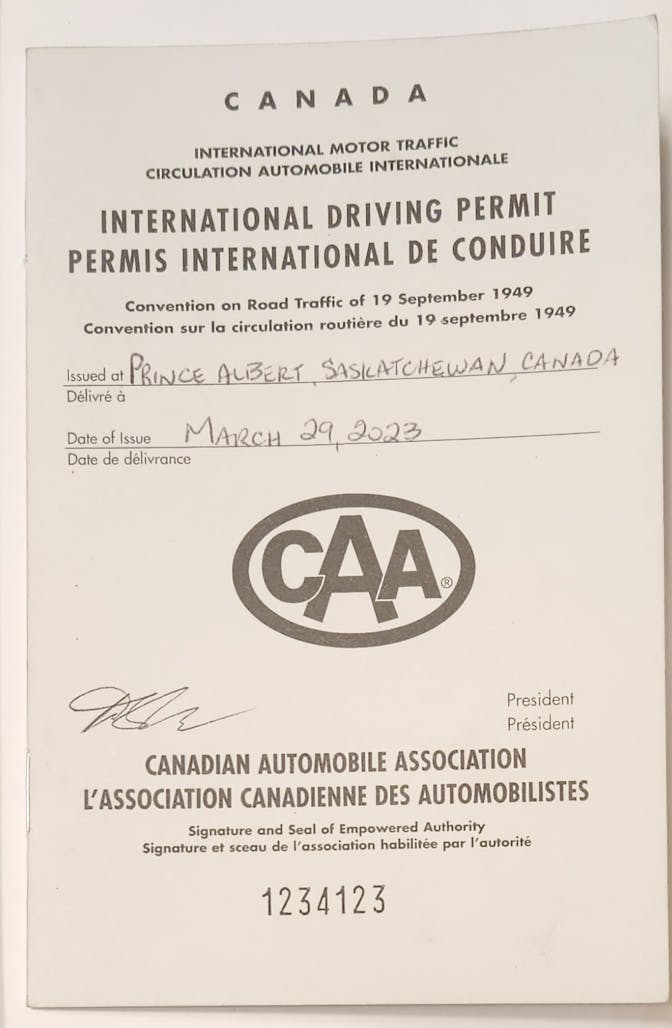 CANADA
INTERNATIONAL MOTOR TRAFFIC
CIRCULATION AUTOMOBILE INTERNATIONALE
INTERNATIONAL DRIVING PERMIT
PERMIS INTERNATIONAL DE CONDUIRE
Convention on Road Traffic of 19 September 1949
Convention sur la circulation routière du 19 septembre 1949
Issued at PRINCE ALBERT, SASKATCHEWAN, CANADA
Délivré à
Date of Issue MARCH 29, 2023
Date de délivrance
CAA®
President
Président
CANADIAN AUTOMOBILE ASSOCIATION
L'ASSOCIATION CANADIENNE DES AUTOMOBILISTES
Signature and Seal of Empowered Authority
Signature et sceau de l'association habilitée par l'autorité
1234123